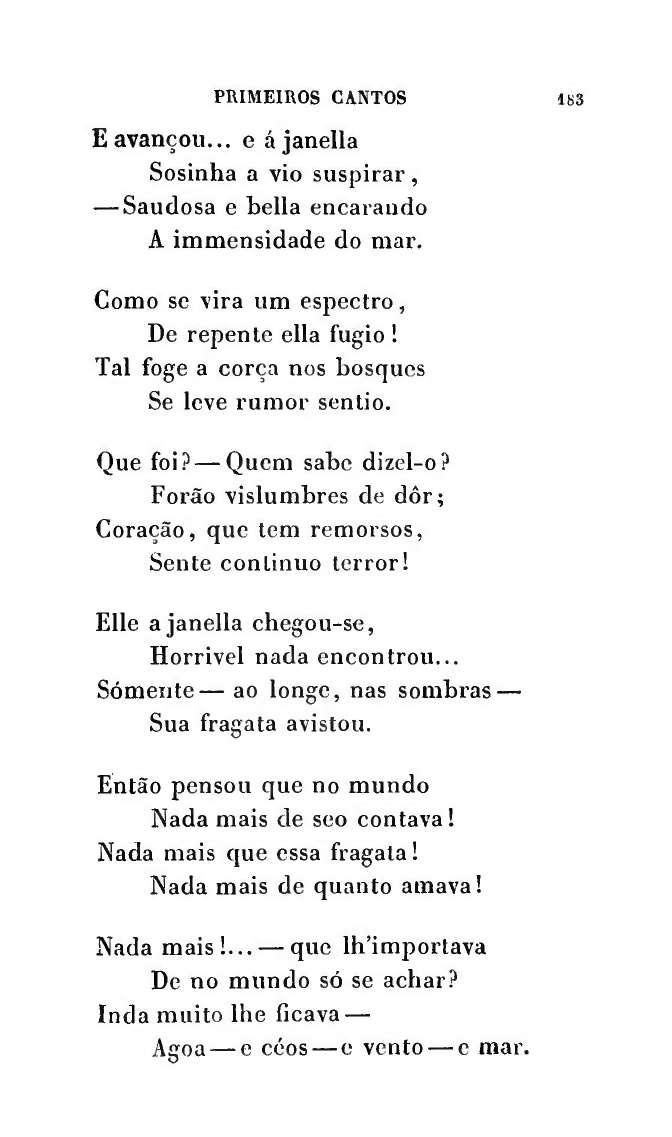 PRIMEIROS CANTOS 183
E avançou... e á janella
Sosinha a vio suspirar,
—Saudosa e bella encarando
A immensidade do mar.
Como se vira um espectro,
De repente ella fugio!
Tal foge a corça nos bosques
Se leve rumor sentio.
Que foi?—Quem sabe dizel-o?
Forão vislumbres de dôr;
Coração, que tem remorsos,
Sente continuo terror!
Elle a janella chegou-se,
Horrivel nada encontrou...
Sómente— ao longe, nas sombras—
Sua fragata avistou.
Então pensou que no mundo
Nada mais de seo contava!
Nada mais que essa fragata!
Nada mais de quanto amava!
Nada mais!...—que lh'importava
De no mundo só se achar?
Inda muito lhe ficava—
Agoa—e céos—e vento—e mar.